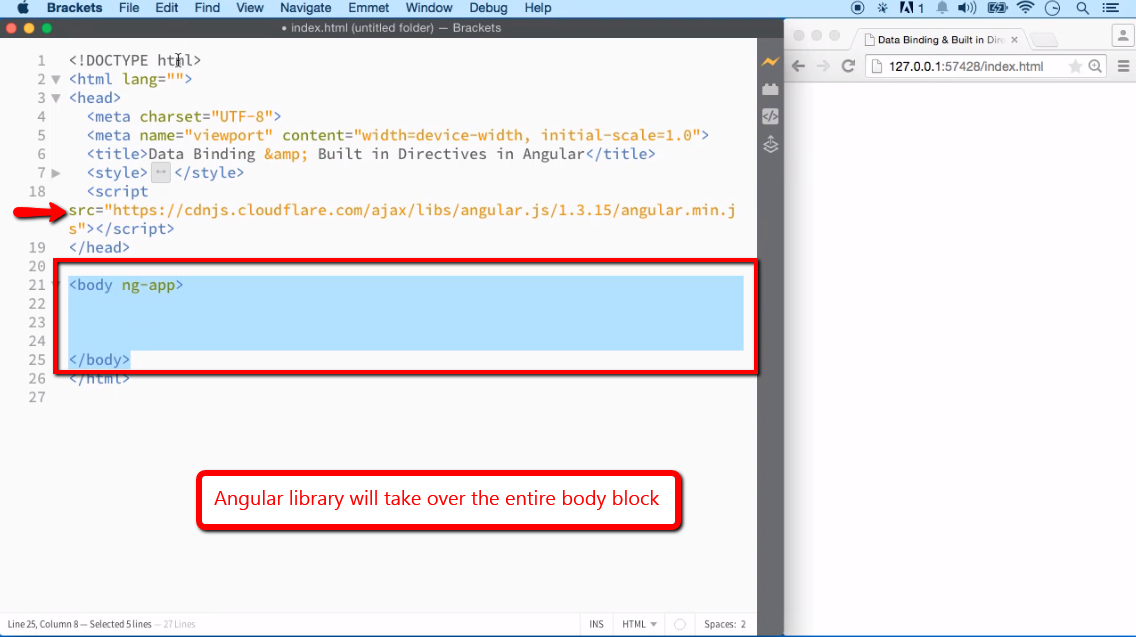 Brackets File Edit Find View Navigate Emmet Window Debug Help 1
• index.html (untitled folder) — Brackets
Data Binding & Built in Dire
127.0.0.1:57428/index.html
1 <!DOCTYPE html>
2 <html lang="">
3 <head>
4 <meta charset="UTF-8">
5 <meta name="viewport" content="width=device-width, initial-scale=1.0">
6 <title>Data Binding &amp; Built in Directives in Angular</title>
7 <style></style>
18 <script
src="https://cdnjs.cloudflare.com/ajax/libs/angular.js/1.3.15/angular.min.j
s"></script>
19 </head>
20
21 <body ng-app>
22
23
24
25 </body>
26 </html>
27
Angular library will take over the entire body block
Line 25, Column 8 — Selected 5 lines — 27 Lines INS HTML Spaces: 2